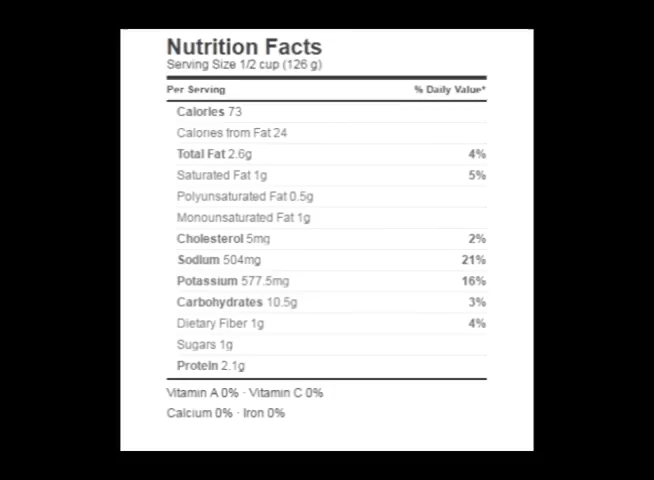 Nutrition Facts
Serving Size 1/2 cup (126 g)
Per Serving % Daily Value*
Calories 73
Calories from Fat 24
Total Fat 2.6g 4%
Saturated Fat 1g 5%
Polyunsaturated Fat 0.5g
Monounsaturated Fat 1g
Cholesterol 5mg 2%
Sodium 504mg 21%
Potassium 577.5mg 16%
Carbohydrates 10.5g 3%
Dietary Fiber 1g 4%
Sugars 1g
Protein 2.1g
Vitamin A 0% · Vitamin C 0%
Calcium 0% · Iron 0%